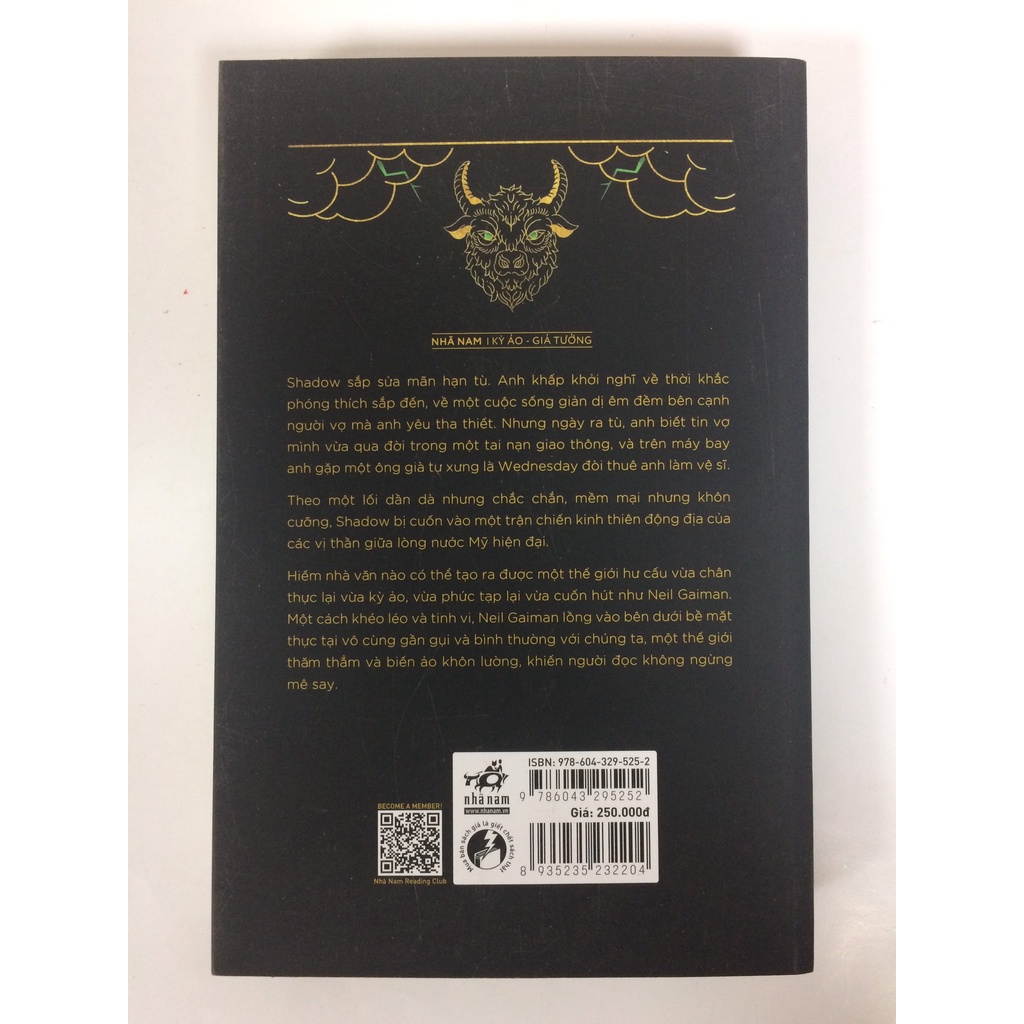 NHÃ NAM | KỲ ẢO - GIẢ TƯỞNG
Shadow sắp sửa mãn hạn tù. Anh khấp khởi nghĩ về thời khắc
phóng thích sắp đến, về một cuộc sống giản dị êm đềm bên cạnh
người vợ mà anh yêu tha thiết. Nhưng ngày ra tù, anh biết tin vợ
mình vừa qua đời trong một tai nạn giao thông, và trên máy bay
anh gặp một ông già tự xưng là Wednesday đòi thuê anh làm vệ sĩ.
Theo một lối dần dà nhưng chắc chắn, mềm mại nhưng khôn
cưỡng, Shadow bị cuốn vào một trận chiến kinh thiên động địa của
các vị thần giữa lòng nước Mỹ hiện đại.
Hiếm nhà văn nào có thể tạo ra được một thế giới hư cấu vừa chân
thực lại vừa kỳ ảo, vừa phức tạp lại vừa cuốn hút như Neil Gaiman.
Một cách khéo léo và tinh vi, Neil Gaiman lồng vào bên dưới bề mặt
thực tại vô cùng gần gụi và bình thường với chúng ta, một thế giới
thăm thẳm và biến ảo khôn lường, khiến người đọc không ngừng
mê say.
BECOME A MEMBER!
Nhã Nam Reading Club
nhã nam
www.nhanam.vn
Mua bán sách giả là giết chết sách thật
ISBN: 978-604-329-525-2
9 786043 295252
Giá: 250.000đ
8 935235 232204